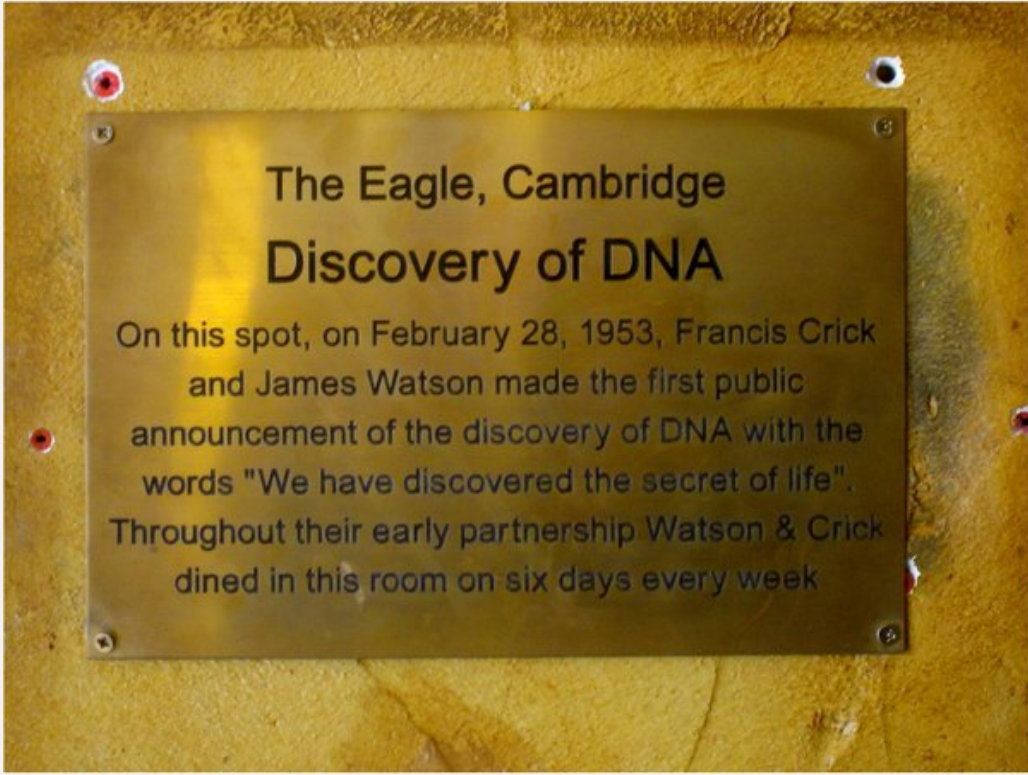 The Eagle, Cambridge
Discovery of DNA
On this spot, on February 28, 1953, Francis Crick
and James Watson made the first public
announcement of the discovery of DNA with the
words "We have discovered the secret of life".
Throughout their early partnership Watson & Crick
dined in this room on six days every week